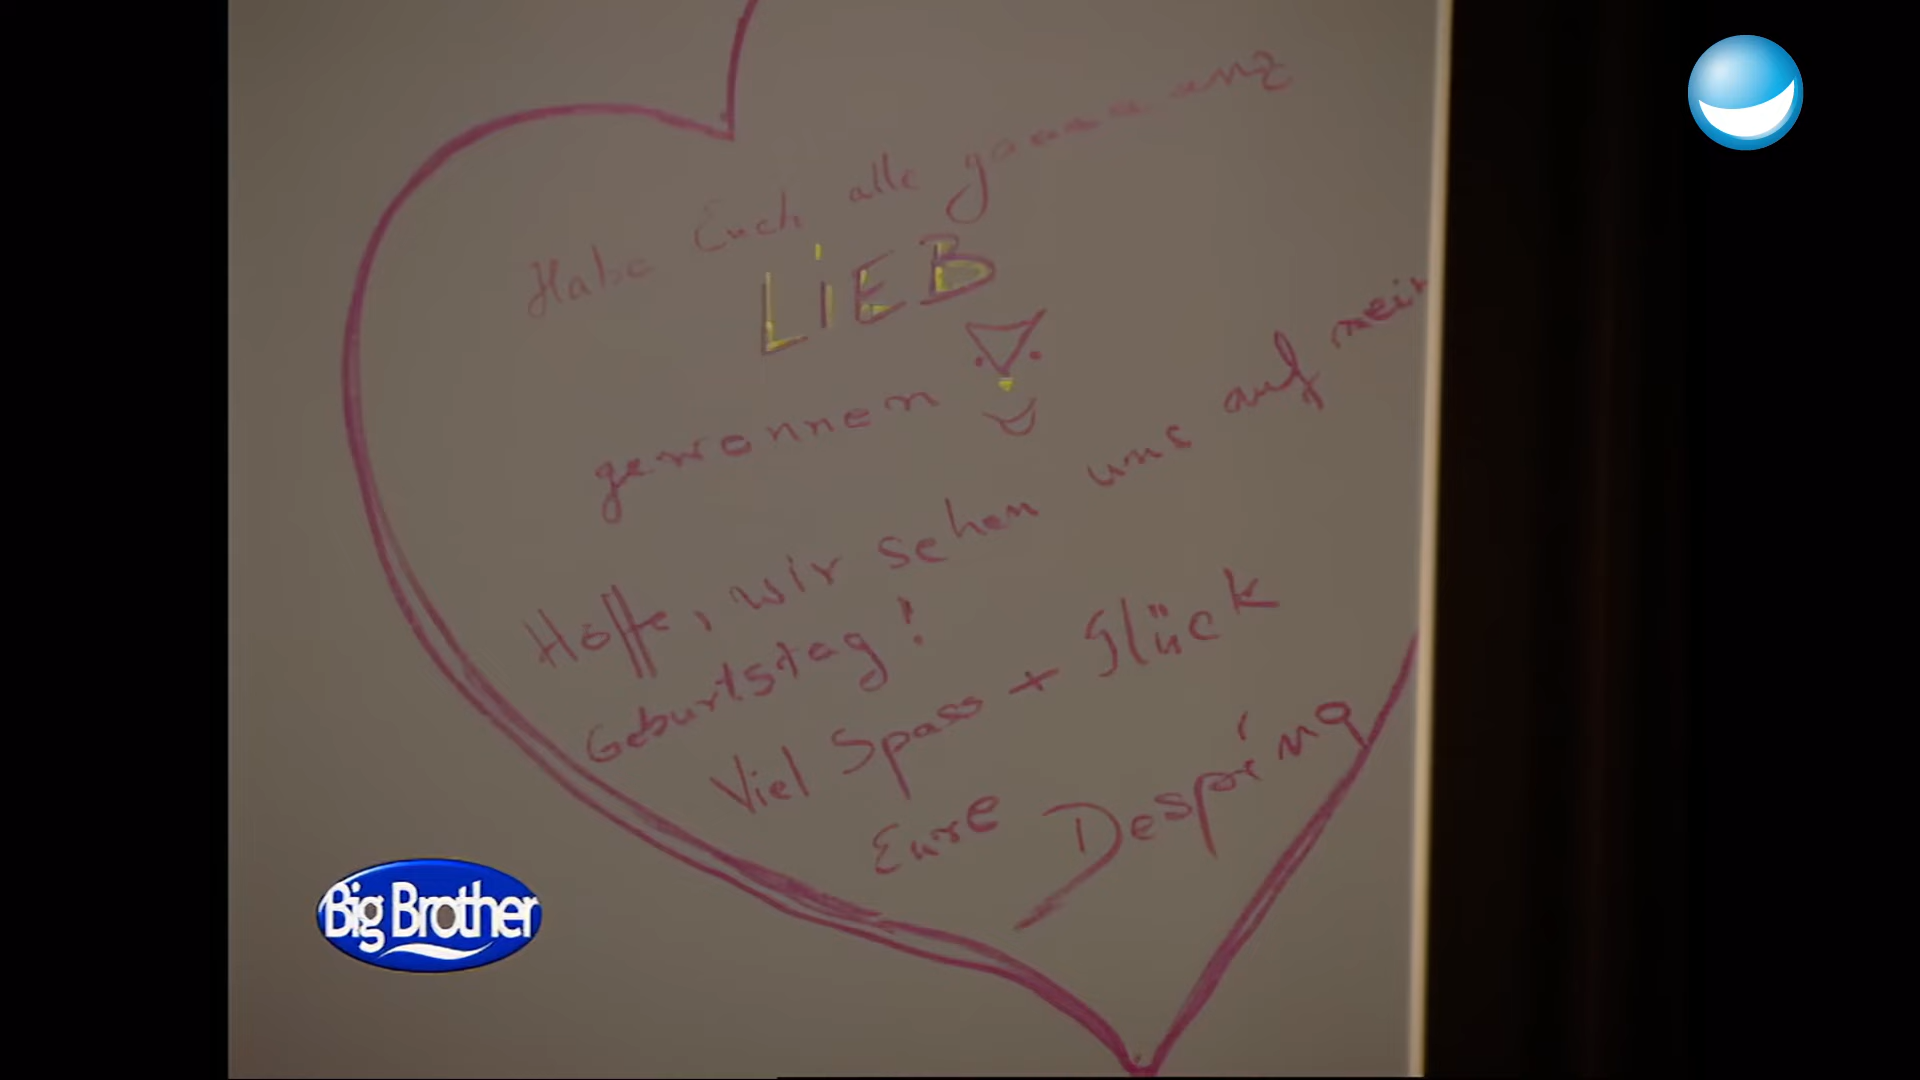 Habe Euch alle gaaaaanz
LiEB
gewonnen
Hoffe, wir sehen uns auf mein
Geburtstag!
Viel Spass + Glück
Eure Despina
Big Brother